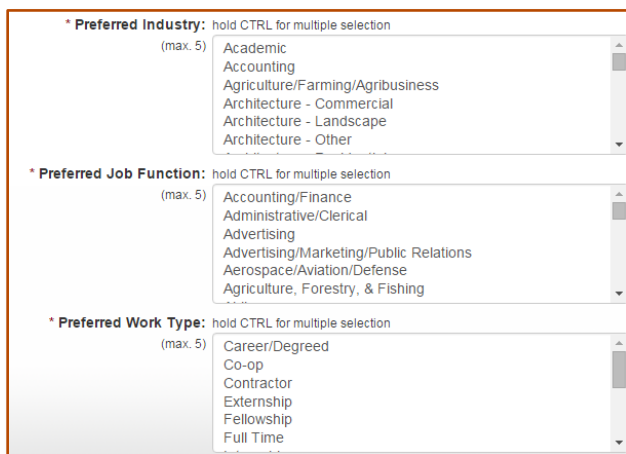 * Preferred Industry: hold CTRL for multiple selection
(max. 5)
Academic
Accounting
Agriculture/Farming/Agribusiness
Architecture - Commercial
Architecture - Landscape
Architecture - Other
* Preferred Job Function: hold CTRL for multiple selection
(max. 5)
Accounting/Finance
Administrative/Clerical
Advertising
Advertising/Marketing/Public Relations
Aerospace/Aviation/Defense
Agriculture, Forestry, & Fishing
* Preferred Work Type: hold CTRL for multiple selection
(max. 5)
Career/Degreed
Co-op
Contractor
Externship
Fellowship
Full Time